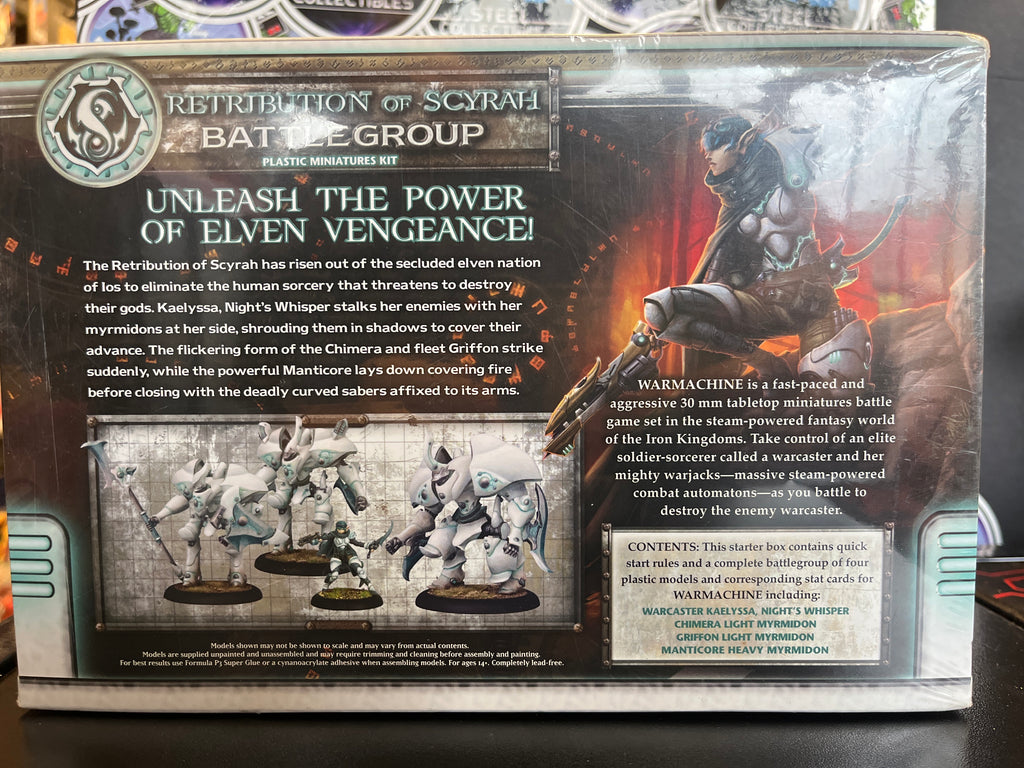 COLLECTIBLES
STEEL
RETRIBUTION OF SCYRAH
BATTLEGROUP
PLASTIC MINIATURES KIT
UNLEASH THE POWER
OF ELVEN VENGEANCE!
The Retribution of Scyrah has risen out of the secluded elven nation
of Ios to eliminate the human sorcery that threatens to destroy
their gods. Kaelyssa, Night's Whisper stalks her enemies with her
myrmidons at her side, shrouding them in shadows to cover their
advance. The flickering form of the Chimera and fleet Griffon strike
suddenly, while the powerful Manticore lays down covering fire
before closing with the deadly curved sabers affixed to its arms.
WARMACHINE is a fast-paced and
aggressive 30 mm tabletop miniatures battle
game set in the steam-powered fantasy world
of the Iron Kingdoms. Take control of an elite
soldier-sorcerer called a warcaster and her
mighty warjacks—massive steam-powered
combat automatons—as you battle to
destroy the enemy warcaster.
CONTENTS: This starter box contains quick
start rules and a complete battlegroup of four
plastic models and corresponding stat cards for
WARMACHINE including:
WARCASTER KAELYSSA, NIGHT'S WHISPER
CHIMERA LIGHT MYRMIDON
GRIFFON LIGHT MYRMIDON
MANTICORE HEAVY MYRMIDON
Models shown may not be shown to scale and may vary from actual contents.
Models are supplied unpainted and unassembled and may require trimming and cleaning before assembly and painting.
For best results use Formula P3 Super Glue or a cynanoacrylate adhesive when assembling models. For ages 14+. Completely lead-free.